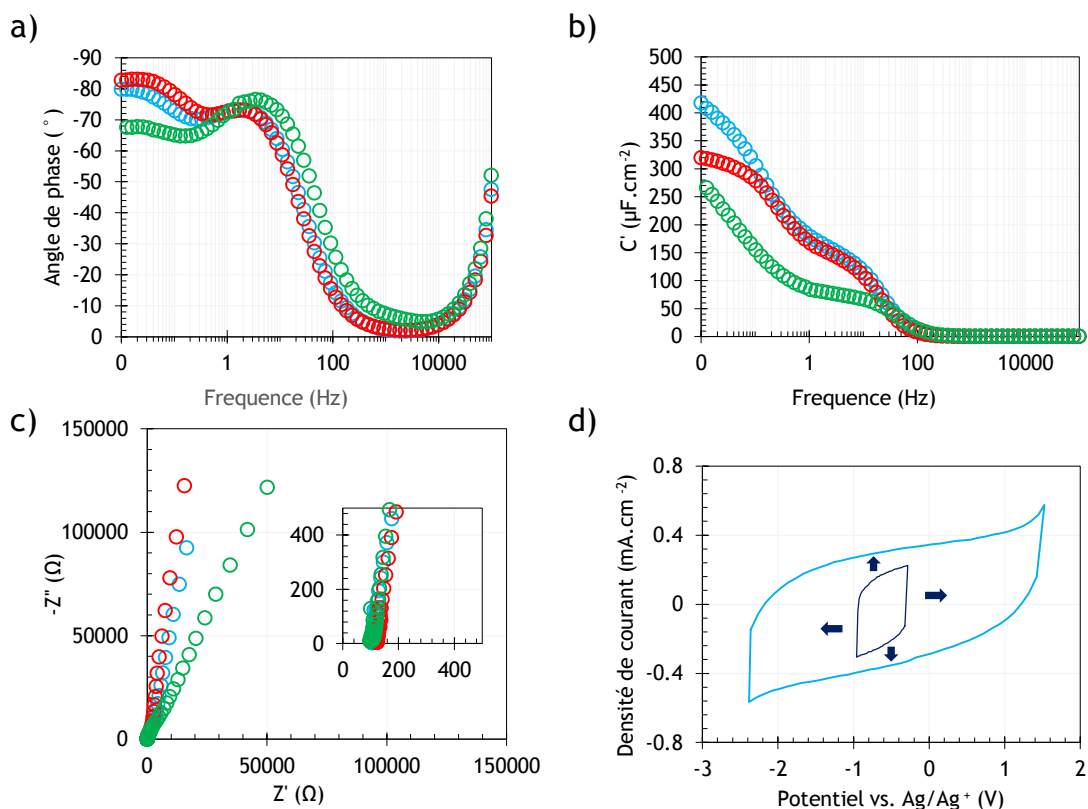 a)
-90
-80
-70
-60
-50
-40
-30
-20
-10
0
Angle de phase ( ° )
0 1 100 10000
Frequence (Hz)
b)
500
450
400
350
300
250
200
150
100
50
0
C' (µF.cm-2)
0 1 100 10000
Frequence (Hz)
c)
150000
100000
50000
0
-Z" (Ω)
400
200
0
0 200 400
0 50000 100000 150000
Z' (Ω)
d)
0.8
0.4
0
-0.4
-0.8
Densité de courant (mA.cm-2)
-3 -2 -1 0 1 2
Potentiel vs. Ag/Ag+ (V)